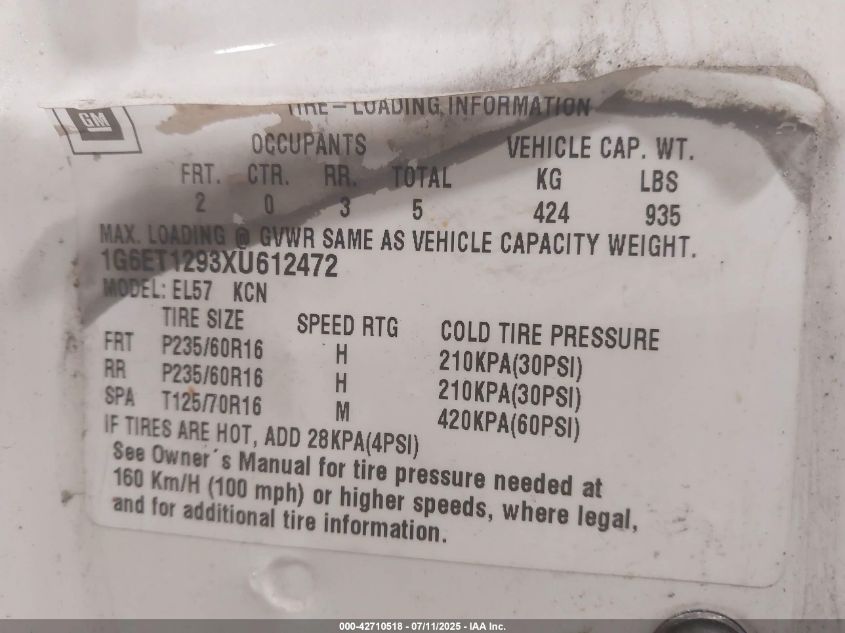 GM
TIRE-LOADING INFORMATION
OCCUPANTS VEHICLE CAP. WT.
FRT. CTR. RR. TOTAL KG LBS
2 0 3 5 424 935
MAX. LOADING @ GVWR SAME AS VEHICLE CAPACITY WEIGHT.
1G6ET1293XU612472
MODEL: EL57 KCN
TIRE SIZE SPEED RTG COLD TIRE PRESSURE
FRT P235/60R16 H 210KPA(30PSI)
RR P235/60R16 H 210KPA(30PSI)
SPA T125/70R16 M 420KPA(60PSI)
IF TIRES ARE HOT, ADD 28KPA(4PSI)
See Owner´s Manual for tire pressure needed at
160 Km/H (100 mph) or higher speeds, where legal,
and for additional tire information.
000-42710518 - 07/11/2025 - IAA Inc.